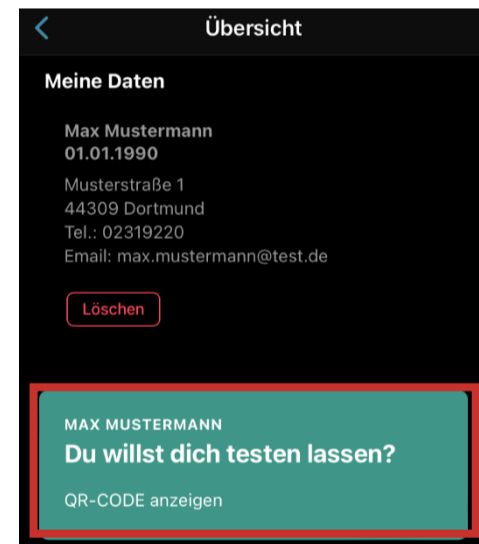 Übersicht
Meine Daten
Max Mustermann
01.01.1990
Musterstraße 1
44309 Dortmund
Tel.: 02319220
Email: max.mustermann@test.de
Löschen
MAX MUSTERMANN
Du willst dich testen lassen?
QR-CODE anzeigen